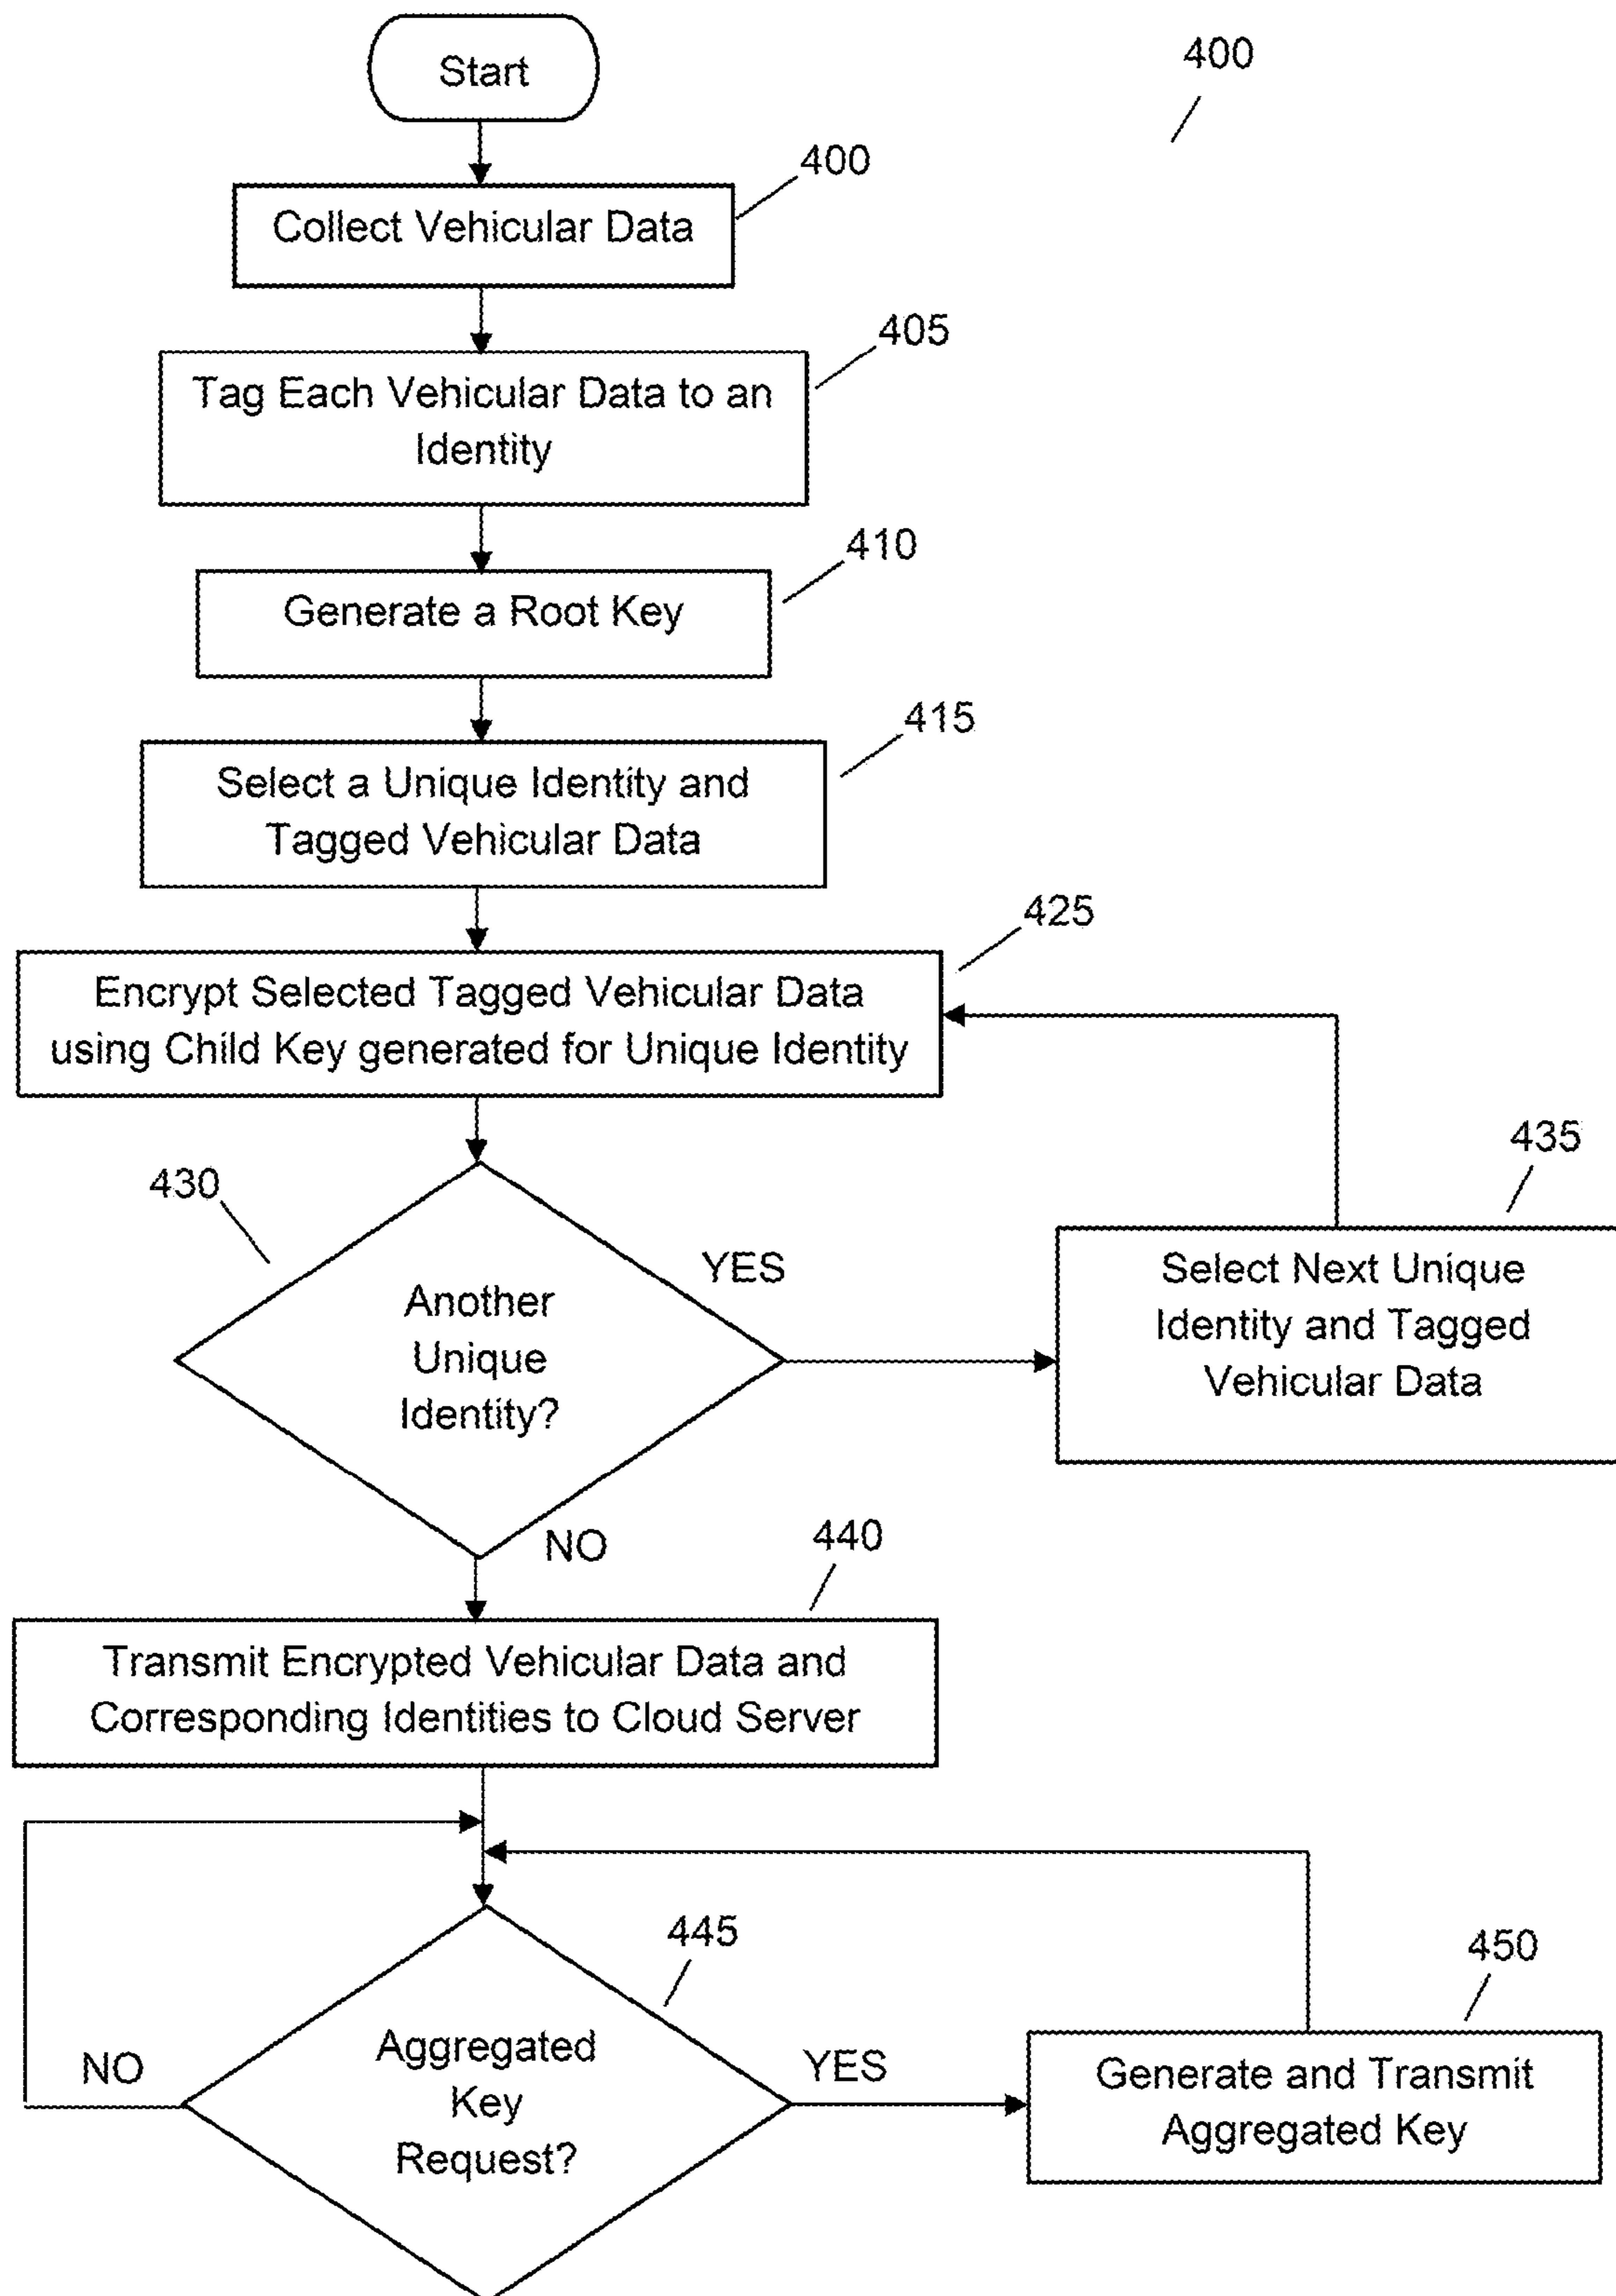 Start
400
400
Collect Vehicular Data
405
Tag Each Vehicular Data to an
Identity
410
Generate a Root Key
415
Select a Unique Identity and
Tagged Vehicular Data
425
Encrypt Selected Tagged Vehicular Data
using Child Key generated for Unique Identity
430
Another
Unique
Identity?
YES
435
Select Next Unique
Identity and Tagged
Vehicular Data
NO
440
Transmit Encrypted Vehicular Data and
Corresponding Identities to Cloud Server
445
Aggregated
Key
Request?
NO
YES
450
Generate and Transmit
Aggregated Key